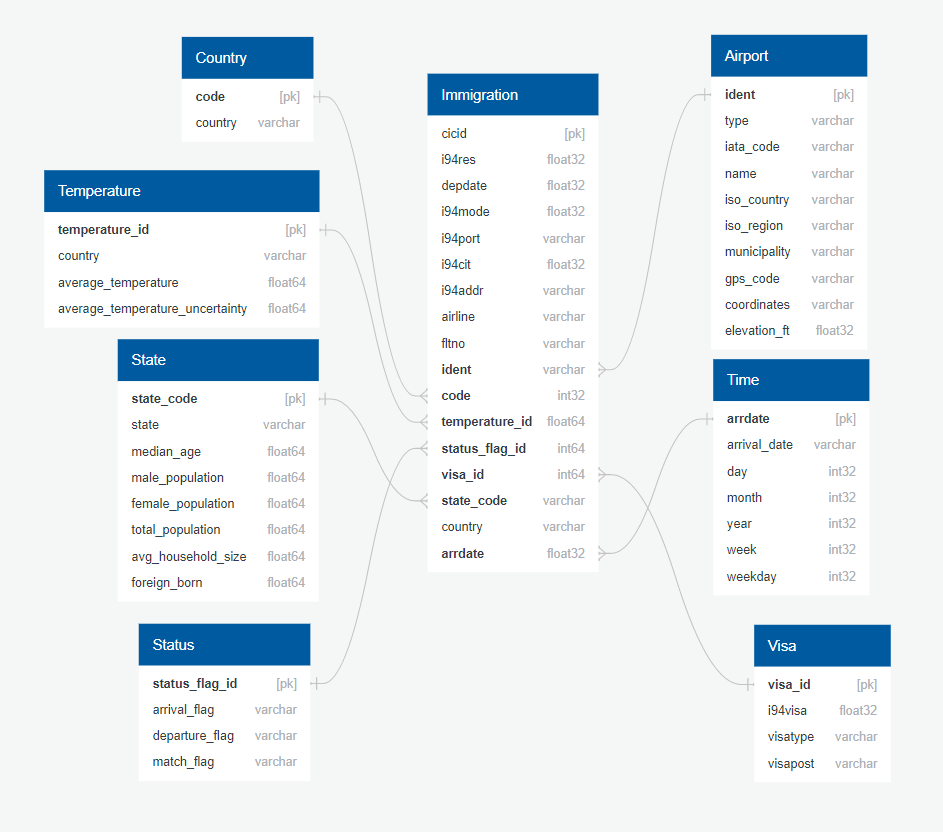 Country
code [pk]
country varchar
Temperature
temperature_id [pk]
country varchar
average_temperature float64
average_temperature_uncertainty float64
State
state_code [pk]
state varchar
median_age float64
male_population float64
female_population float64
total_population float64
avg_household_size float64
foreign_born float64
Status
status_flag_id [pk]
arrival_flag varchar
departure_flag varchar
match_flag varchar
Immigration
cicid [pk]
i94res float32
depdate float32
i94mode float32
i94port varchar
i94cit float32
i94addr varchar
airline varchar
fltno varchar
ident varchar
code int32
temperature_id float64
status_flag_id int64
visa_id int64
state_code varchar
country varchar
arrdate float32
Airport
ident [pk]
type varchar
iata_code varchar
name varchar
iso_country varchar
iso_region varchar
municipality varchar
gps_code varchar
coordinates varchar
elevation_ft float32
Time
arrdate [pk]
arrival_date varchar
day int32
month int32
year int32
week int32
weekday int32
Visa
visa_id [pk]
i94visa float32
visatype varchar
visapost varchar